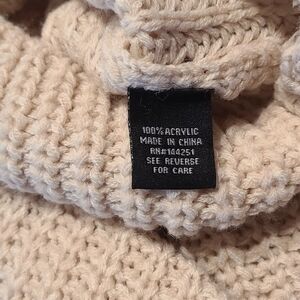 100% ACRYLIC
MADE IN CHINA
RN#144251
SEE REVERSE
FOR CARE